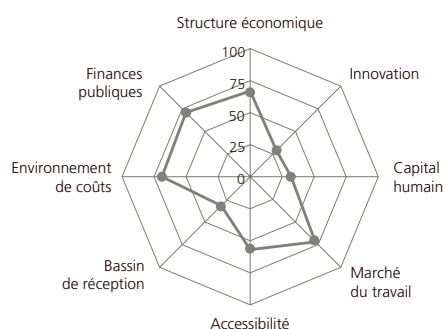 Structure économique
100
75
50
25
0
Innovation
Capital
humain
Marché
du travail
Accessibilité
Bassin
de réception
Environnement
de coûts
Finances
publiques